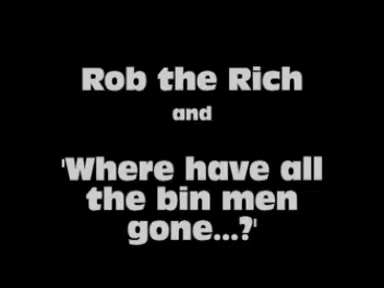 Rob the Rich
and
'Where have all
the bin men
gone...?'